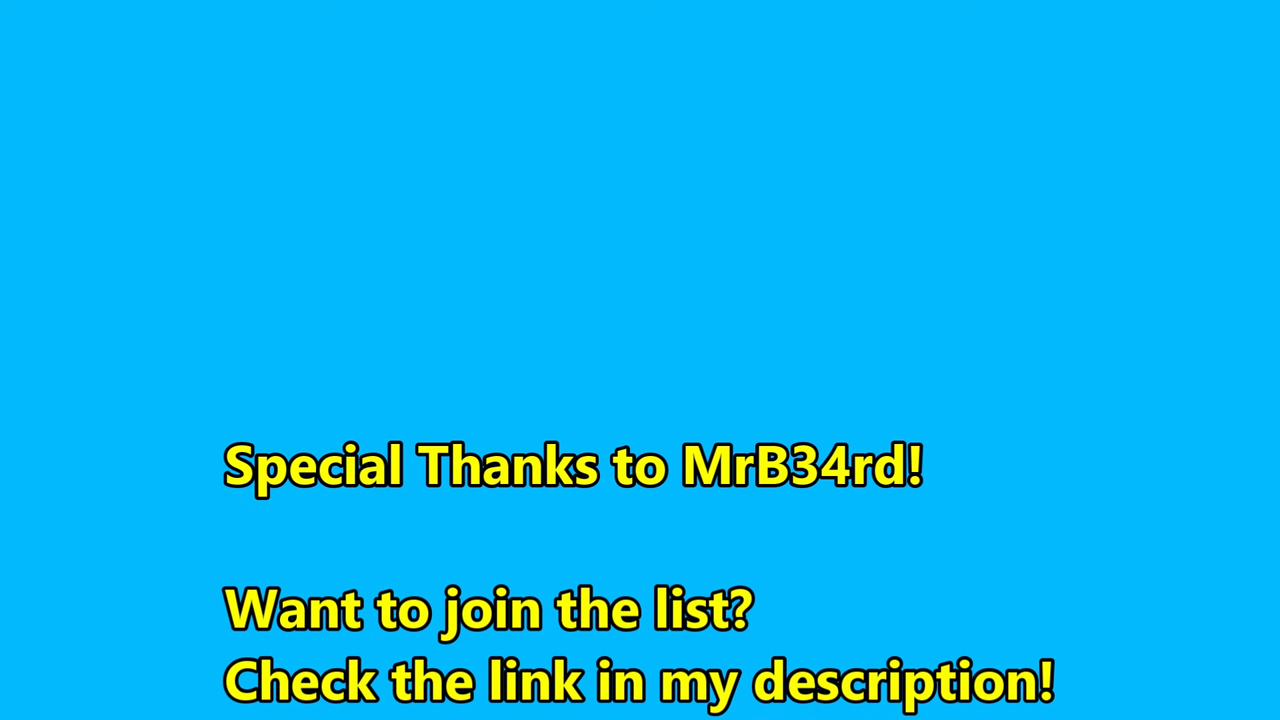 Special Thanks to MrB34rd!
Want to join the list?
Check the link in my description!